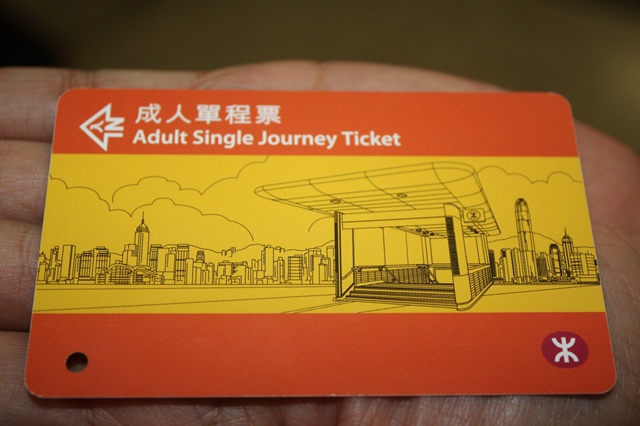 成人單程票
Adult Single Journey Ticket